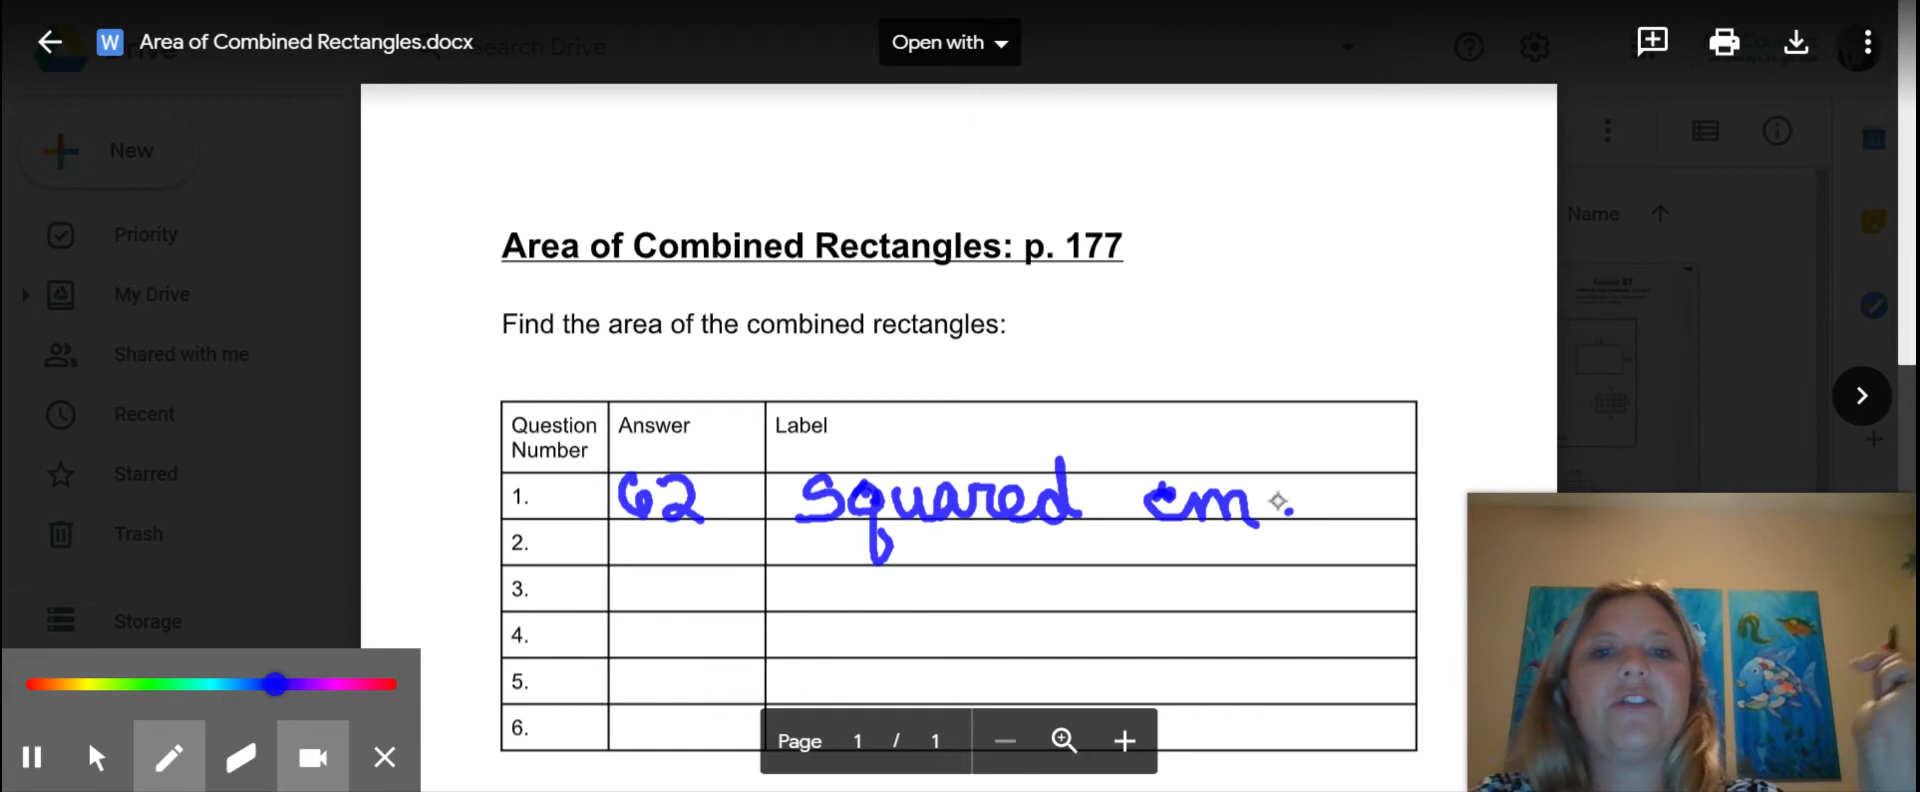 Area of Combined Rectangles.docx
Search Drive
Open with
New
Priority
My Drive
Shared with me
Recent
Starred
Trash
Storage
Name
Area of Combined Rectangles: p. 177
Find the area of the combined rectangles:
Question Number Answer Label
1. 62 squared cm.
2.
3.
4.
5.
6.
Page 1 / 1